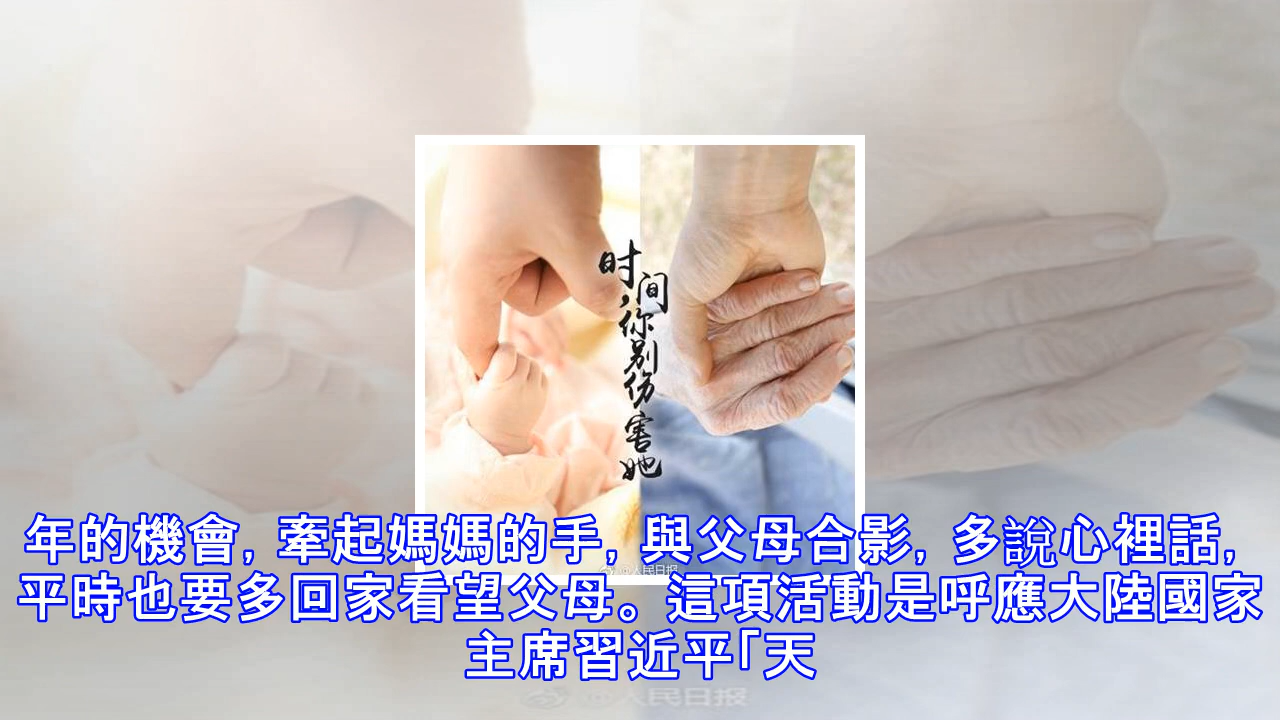 时间,你别伤害她
@人民日报
年的機會, 牽起媽媽的手, 與父母合影, 多說心裡話,
平時也要多回家看望父母。這項活動是呼應大陸國家
主席習近平「天
人民日报